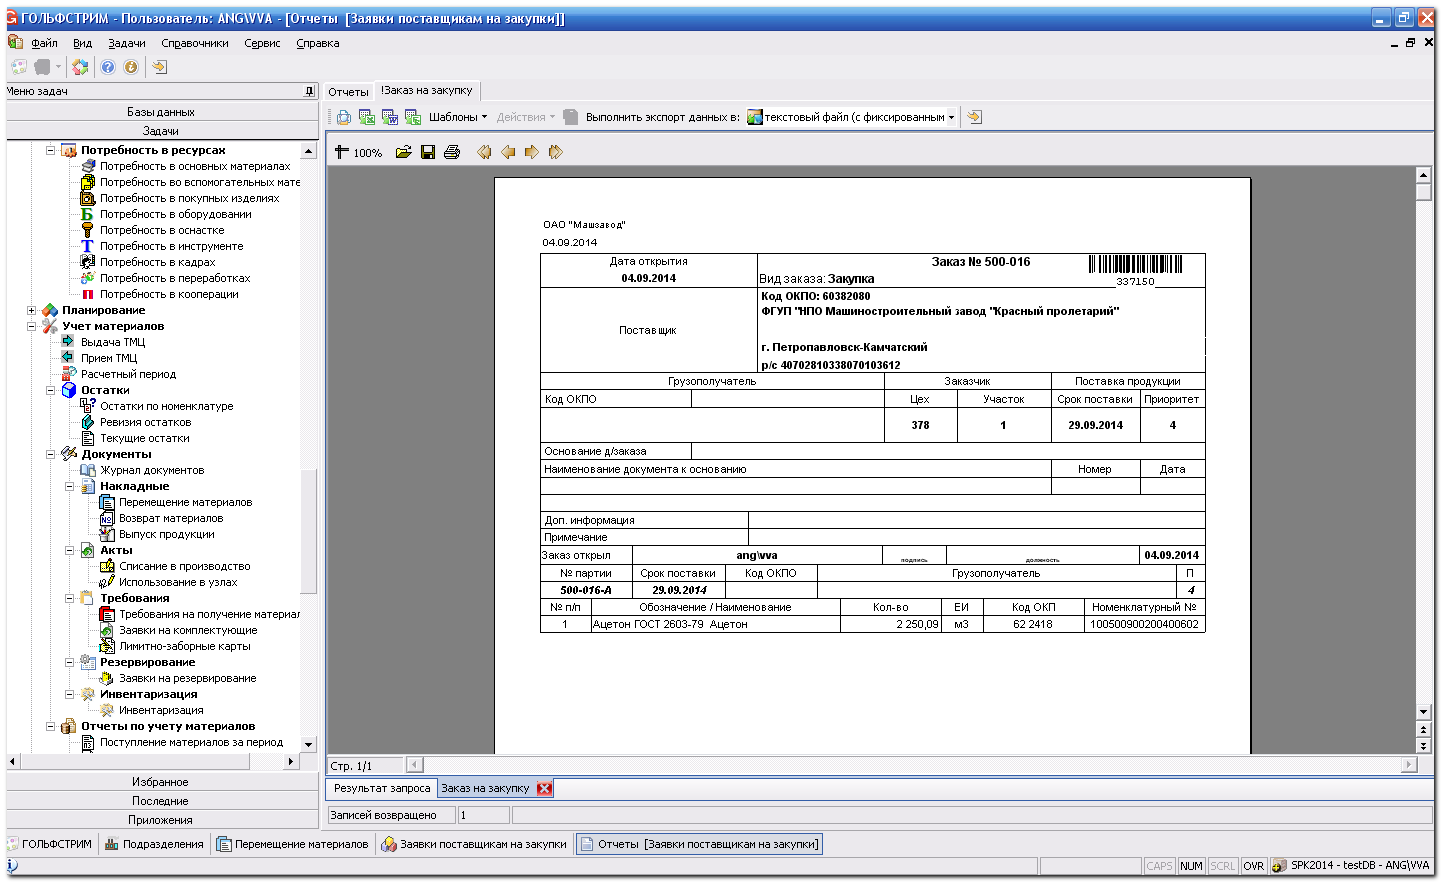 ГОЛЬФСТРИМ - Пользователь: ANG\VVA - [Отчеты  [Заявки поставщикам на закупки]]
Файл Вид Задачи Справочники Сервис Справка
Меню задач
Базы данных
Задачи
Потребность в ресурсах
Потребность в основных материалах
Потребность во вспомогательных мате
Потребность в покупных изделиях
Потребность в оборудовании
Потребность в оснастке
Потребность в инструменте
Потребность в кадрах
Потребность в переработках
Потребность в кооперации
Планирование
Учет материалов
Выдача ТМЦ
Прием ТМЦ
Расчетный период
Остатки
Остатки по номенклатуре
Ревизия остатков
Текущие остатки
Документы
Журнал документов
Накладные
Перемещение материалов
Возврат материалов
Выпуск продукции
Акты
Списание в производство
Использование в узлах
Требования
Требования на получение материал
Заявки на комплектующие
Лимитно-заборные карты
Резервирование
Заявки на резервирование
Инвентаризация
Инвентаризация
Отчеты по учету материалов
Поступление материалов за период
Избранное
Последние
Приложения
Отчеты !Заказ на закупку
Шаблоны Действия Выполнить экспорт данных в: текстовый файл (с фиксированным
100%
ОАО "Машзавод"
04.09.2014
Дата открытия Заказ № 500-016
04.09.2014 Вид заказа: Закупка 337150
Код ОКПО: 60382080
ФГУП "НПО Машиностроительный завод "Красный пролетарий"
Поставщик
г. Петропавловск-Камчатский
р/с 40702810338070103612
Грузополучатель Заказчик Поставка продукции
Код ОКПО Цех Участок Срок поставки Приоритет
378 1 29.09.2014 4
Основание д/заказа
Наименование документа к основанию Номер Дата
Доп. информация
Примечание
Заказ открыл ang\vva подпись должность 04.09.2014
№ партии Срок поставки Код ОКПО Грузополучатель П
500-016-А 29.09.2014 4
№ п/п Обозначение / Наименование Кол-во ЕИ Код ОКП Номенклатурный №
1 Ацетон ГОСТ 2603-79  Ацетон 2 250,09 м3 62 2418 100500900200400602
Стр. 1/1
Результат запроса Заказ на закупку
Записей возвращено 1
ГОЛЬФСТРИМ Подразделения Перемещение материалов Заявки поставщикам на закупки Отчеты  [Заявки поставщикам на закупки]
CAPS NUM SCRL OVR SPK2014 - testDB - ANG\VVA